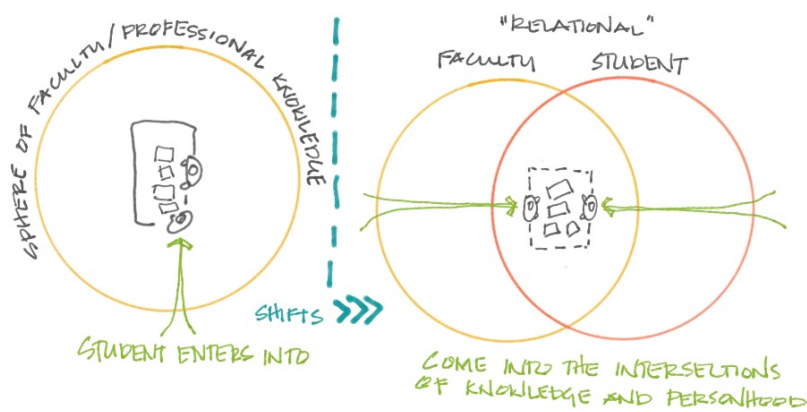 SPHERE OF FACULTY/PROFESSIONAL KNOWLEDGE
STUDENT ENTERS INTO
SHIFTS
"RELATIONAL"
FACULTY
STUDENT
COME INTO THE INTERSECTIONS
OF KNOWLEDGE AND PERSONHOOD